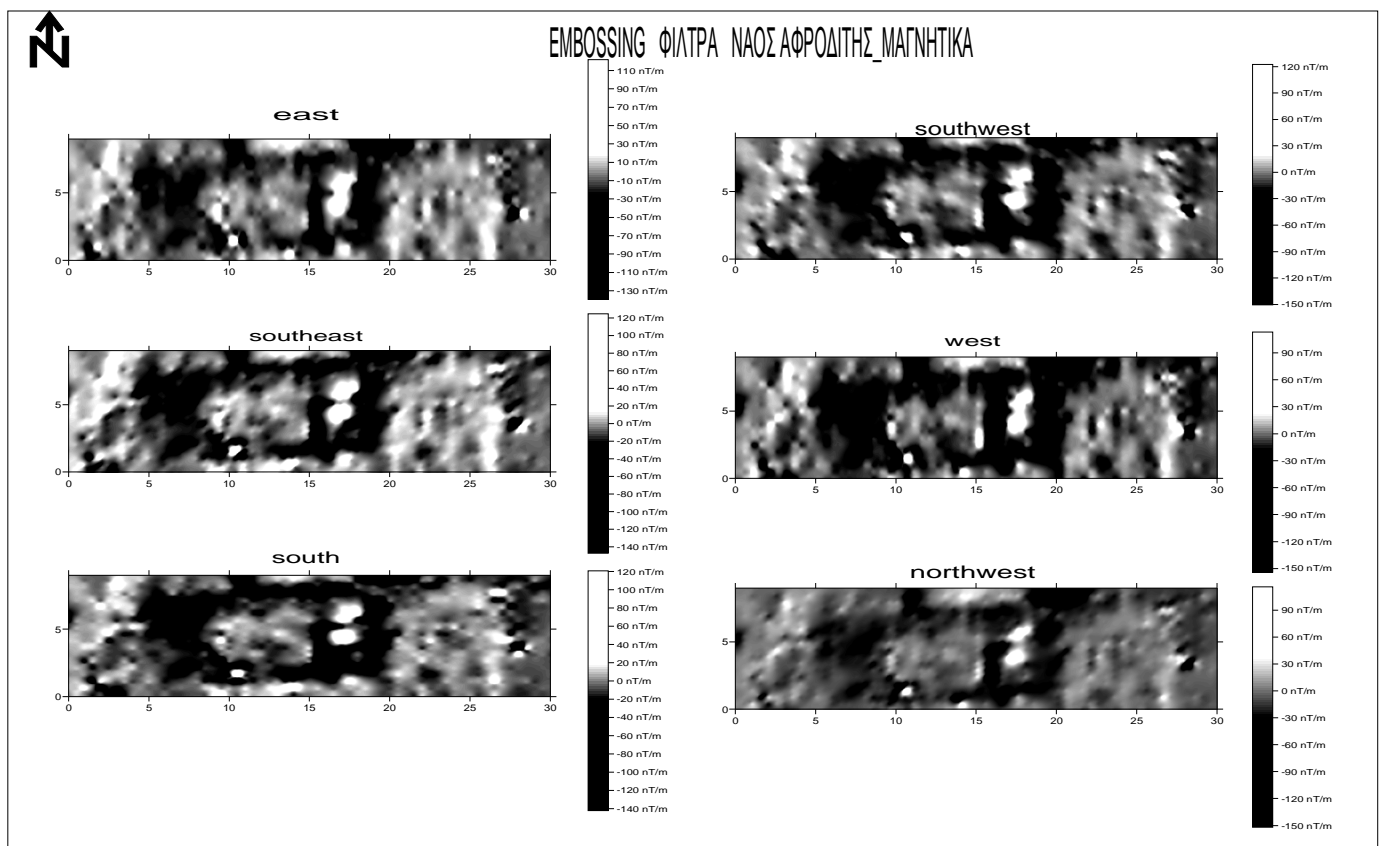 N
EMBOSSING ΦΙΛΤΡΑ ΝΑΟΣ ΑΦΡΟΔΙΤΗΣ_ΜΑΓΝΗΤΙΚΑ
east
5
0
0 5 10 15 20 25 30
110 nT/m
90 nT/m
70 nT/m
50 nT/m
30 nT/m
10 nT/m
-10 nT/m
-30 nT/m
-50 nT/m
-70 nT/m
-90 nT/m
-110 nT/m
-130 nT/m
southwest
5
0
0 5 10 15 20 25 30
120 nT/m
90 nT/m
60 nT/m
30 nT/m
0 nT/m
-30 nT/m
-60 nT/m
-90 nT/m
-120 nT/m
-150 nT/m
southeast
5
0
0 5 10 15 20 25 30
120 nT/m
100 nT/m
80 nT/m
60 nT/m
40 nT/m
20 nT/m
0 nT/m
-20 nT/m
-40 nT/m
-60 nT/m
-80 nT/m
-100 nT/m
-120 nT/m
-140 nT/m
west
5
0
0 5 10 15 20 25 30
90 nT/m
60 nT/m
30 nT/m
0 nT/m
-30 nT/m
-60 nT/m
-90 nT/m
-120 nT/m
-150 nT/m
south
5
0
0 5 10 15 20 25 30
120 nT/m
100 nT/m
80 nT/m
60 nT/m
40 nT/m
20 nT/m
0 nT/m
-20 nT/m
-40 nT/m
-60 nT/m
-80 nT/m
-100 nT/m
-120 nT/m
-140 nT/m
northwest
5
0
0 5 10 15 20 25 30
90 nT/m
60 nT/m
30 nT/m
0 nT/m
-30 nT/m
-60 nT/m
-90 nT/m
-120 nT/m
-150 nT/m